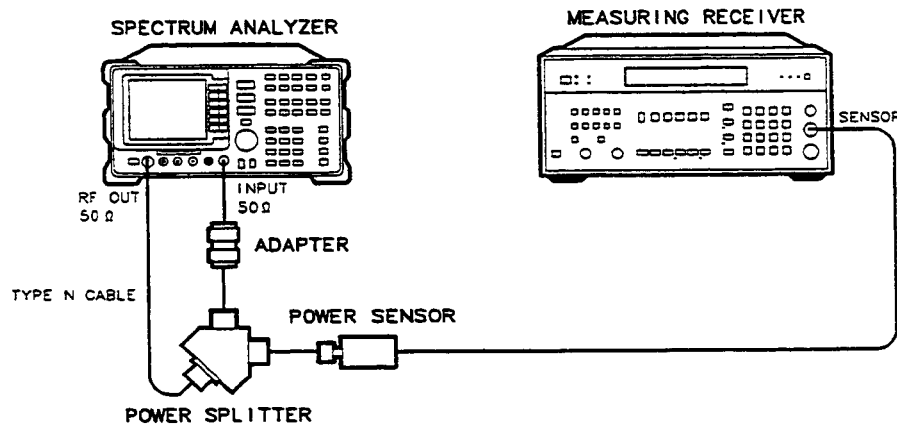 MEASURING RECEIVER
SPECTRUM ANALYZER
SENSOR
RF OUT
50 Ω
INPUT
50 Ω
ADAPTER
TYPE N CABLE
POWER SENSOR
POWER SPLITTER